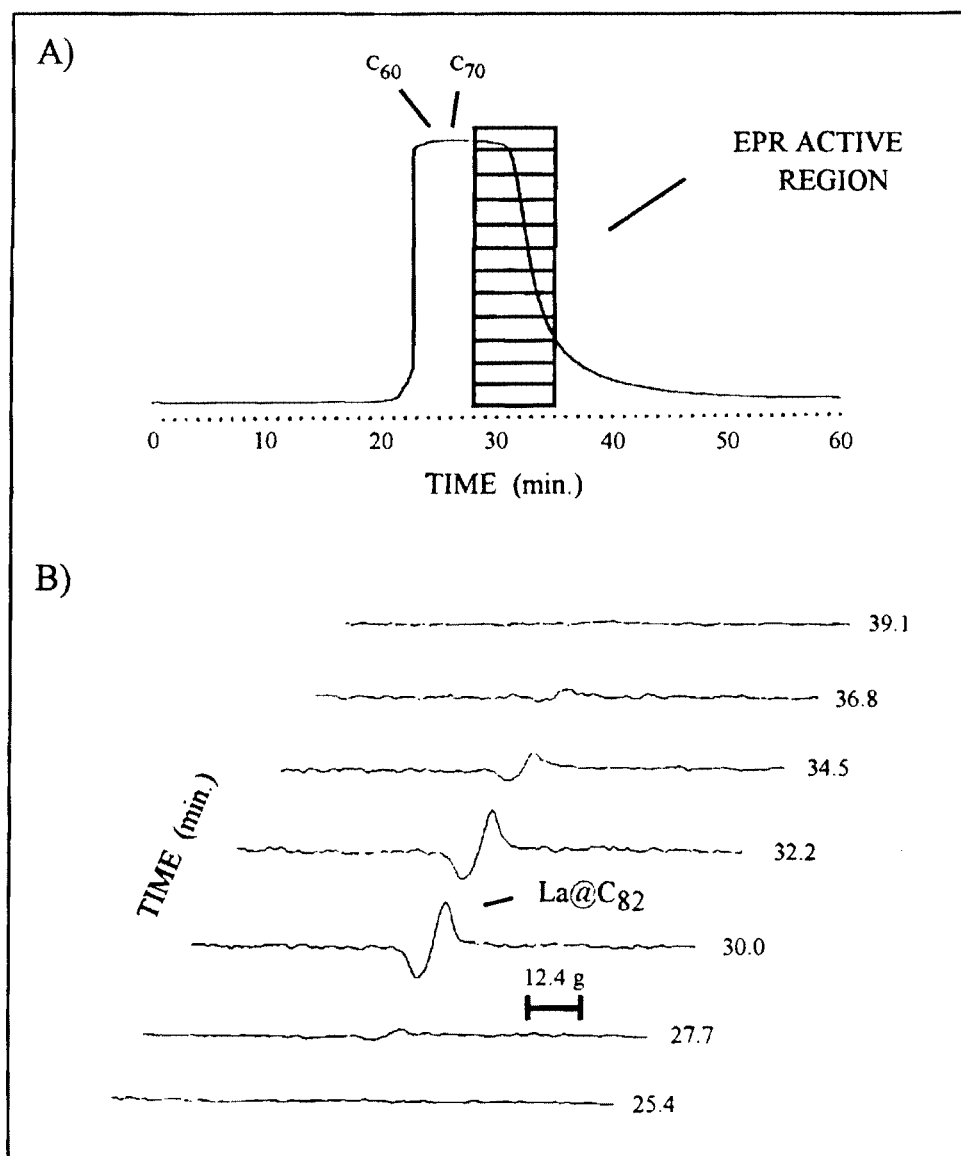 A)
C60 C70
EPR ACTIVE
REGION
0 10 20 30 40 50 60
TIME (min.)
B)
39.1
36.8
34.5
TIME (min.)
32.2
La@C82
30.0
12.4 g
27.7
25.4